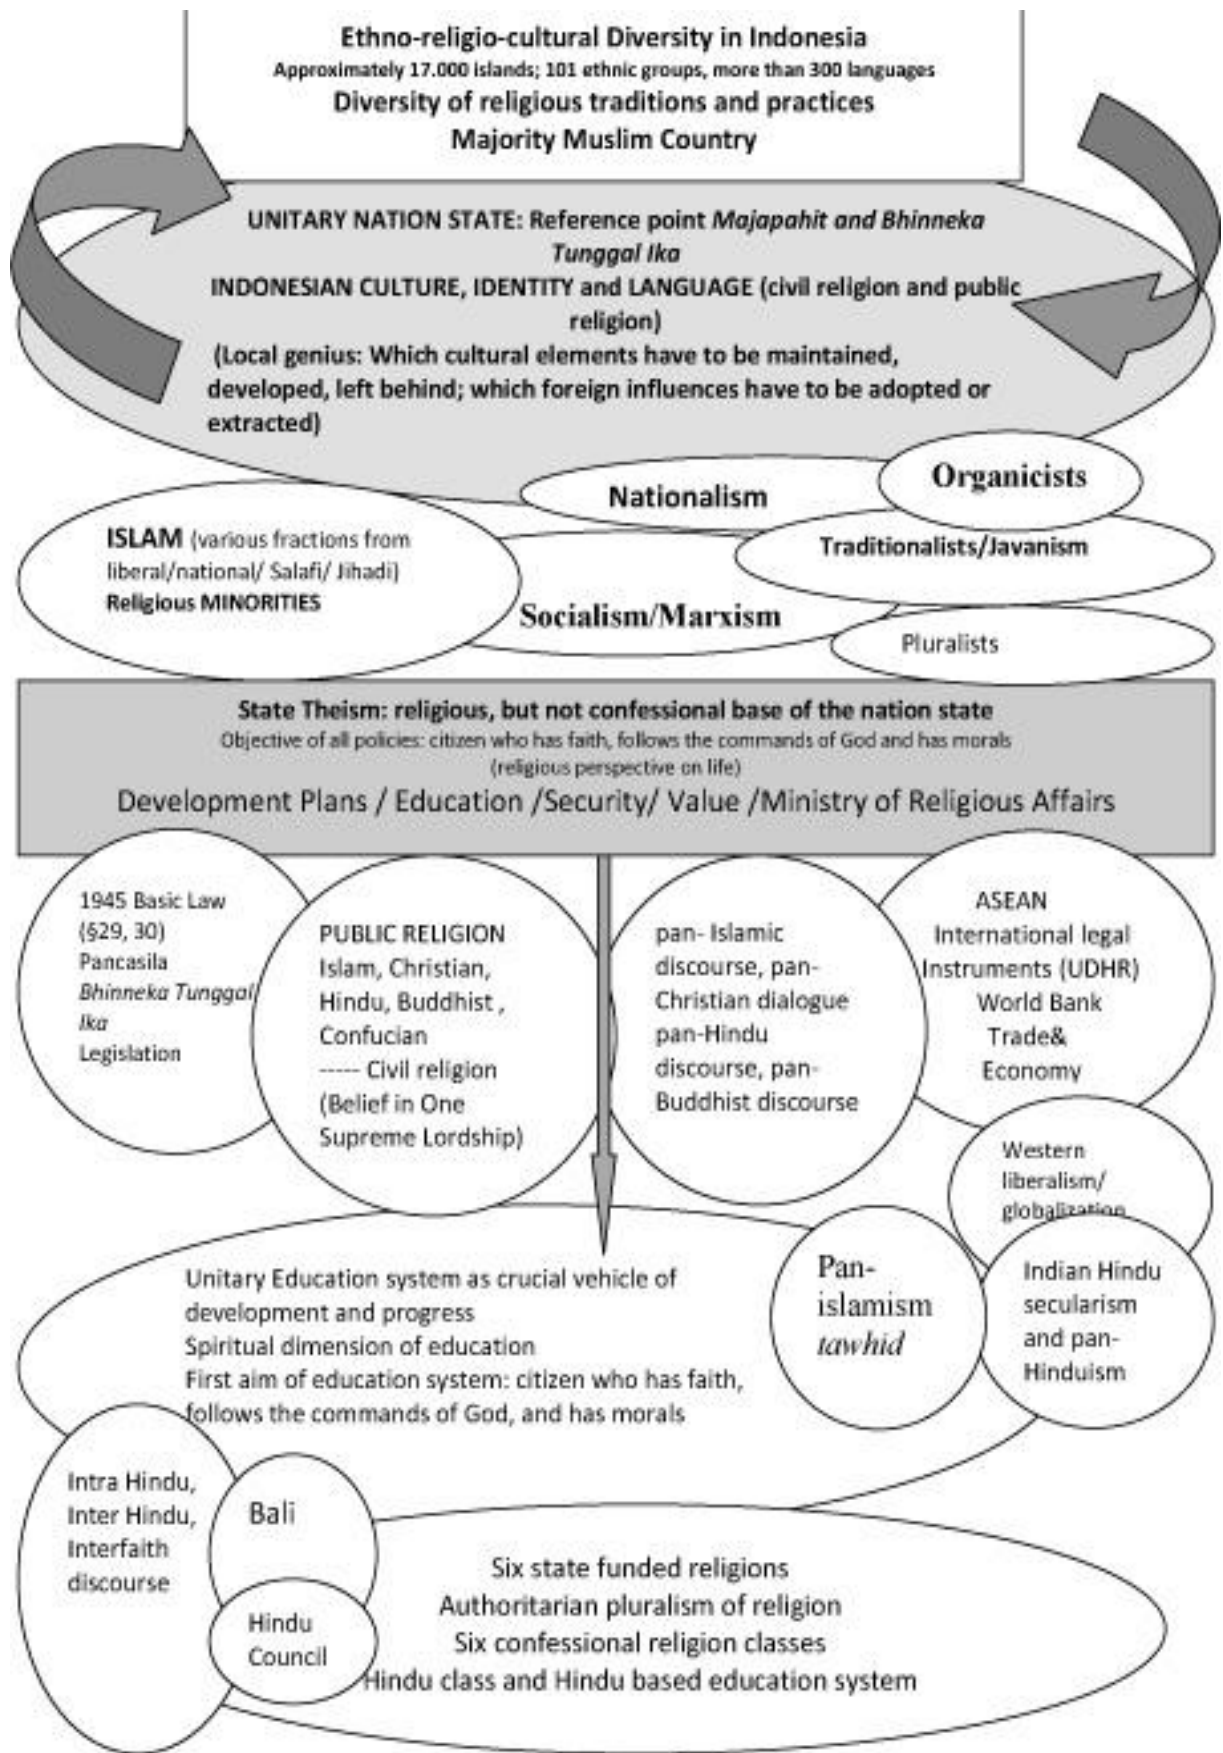 Ethno-religio-cultural Diversity in Indonesia
Approximately 17.000 islands; 101 ethnic groups, more than 300 languages
Diversity of religious traditions and practices
Majority Muslim Country
UNITARY NATION STATE: Reference point Majapahit and Bhinneka
Tunggal Ika
INDONESIAN CULTURE, IDENTITY and LANGUAGE (civil religion and public
religion)
(Local genius: Which cultural elements have to be maintained,
developed, left behind; which foreign influences have to be adopted or
extracted)
Organicists
Nationalism
ISLAM (various fractions from
liberal/national/ Salafi/ Jihadi)
Religious MINORITIES
Traditionalists/Javanism
Socialism/Marxism
Pluralists
State Theism: religious, but not confessional base of the nation state
Objective of all policies: citizen who has faith, follows the commands of God and has morals
(religious perspective on life)
Development Plans / Education /Security/ Value /Ministry of Religious Affairs
1945 Basic Law
(§29, 30)
Pancasila
Bhinneka Tunggal
Ika
Legislation
PUBLIC RELIGION
Islam, Christian,
Hindu, Buddhist ,
Confucian
----- Civil religion
(Belief in One
Supreme Lordship)
pan- Islamic
discourse, pan-
Christian dialogue
pan-Hindu
discourse, pan-
Buddhist discourse
ASEAN
International legal
Instruments (UDHR)
World Bank
Trade&
Economy
Western
liberalism/
globalization
Pan-
islamism
tawhid
Indian Hindu
secularism
and pan-
Hinduism
Unitary Education system as crucial vehicle of
development and progress
Spiritual dimension of education
First aim of education system: citizen who has faith,
follows the commands of God, and has morals
Intra Hindu,
Inter Hindu,
Interfaith
discourse
Bali
Hindu
Council
Six state funded religions
Authoritarian pluralism of religion
Six confessional religion classes
Hindu class and Hindu based education system